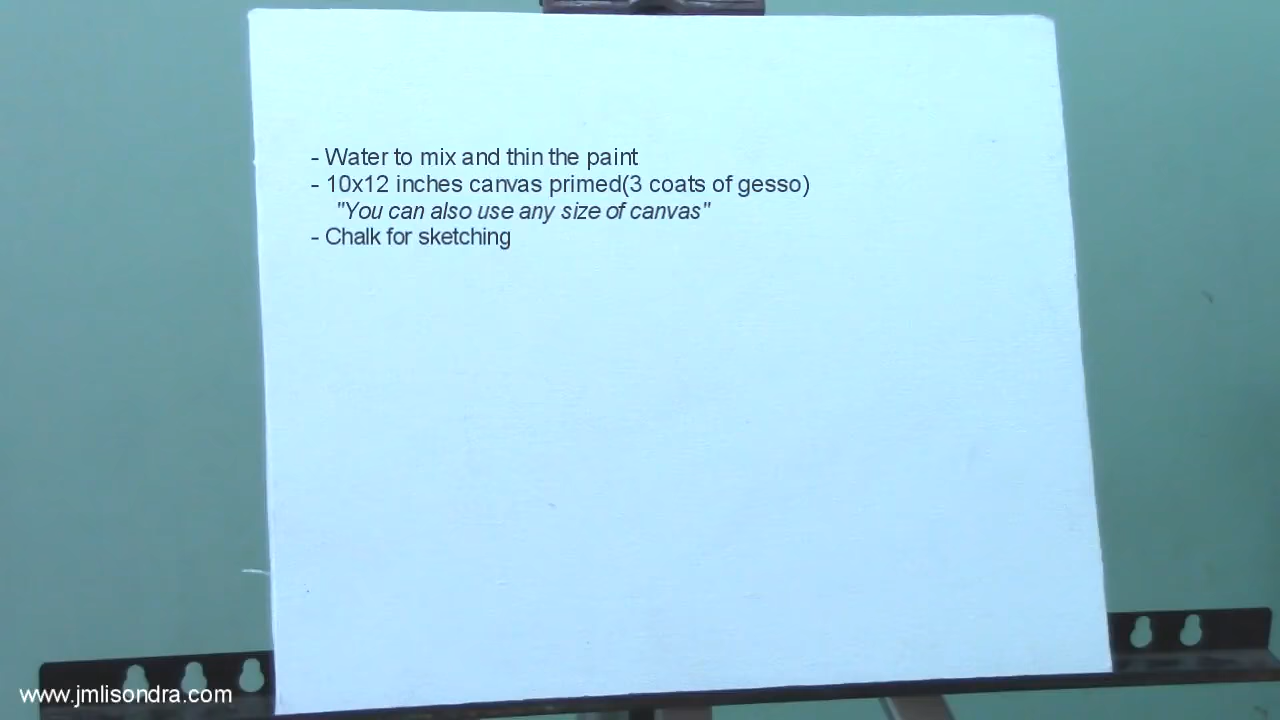 - Water to mix and thin the paint
- 10x12 inches canvas primed(3 coats of gesso)
"You can also use any size of canvas"
- Chalk for sketching
www.jmlisondra.com